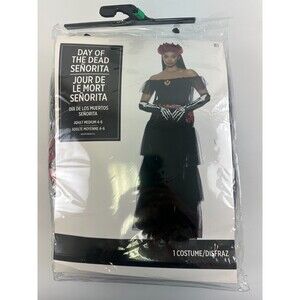 DAY OF
THE DEAD
SEÑORITA
JOUR DE
LE MORT
SEÑORITA
DÍA DE LOS MUERTOS
SEÑORITA
ADULT MEDIUM 4-6
ADULTE MOYENNE 4-6
1 COSTUME/DISFRAZ